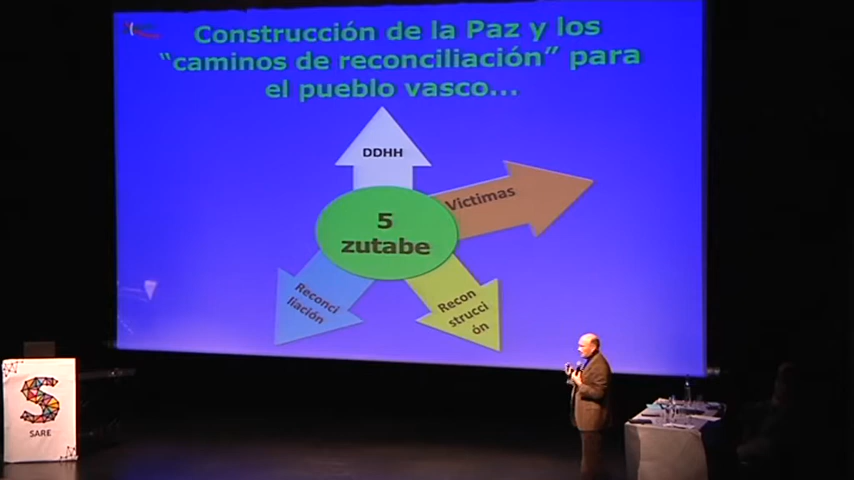 Construcción de la Paz y los
“caminos de reconciliación” para
el pueblo vasco...
DDHH
Victimas
5
zutabe
Reconci
liación
Recon
strucci
ón
SARE